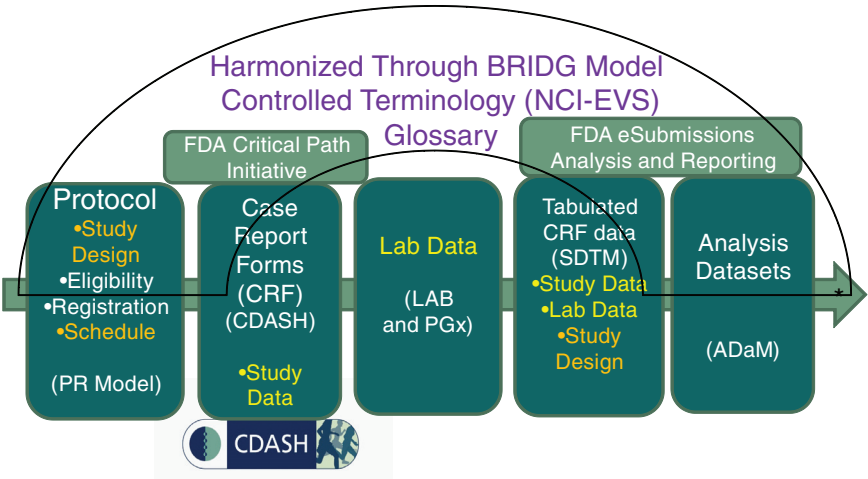 Harmonized Through BRIDG Model
Controlled Terminology (NCI-EVS)
Glossary
FDA Critical Path
Initiative
FDA eSubmissions
Analysis and Reporting
Protocol
•Study
Design
•Eligibility
•Registration
•Schedule
(PR Model)
Case
Report
Forms
(CRF)
(CDASH)
•Study
Data
Lab Data
(LAB
and PGx)
Tabulated
CRF data
(SDTM)
•Study Data
•Lab Data
•Study
Design
Analysis
Datasets
(ADaM)
*
CDASH